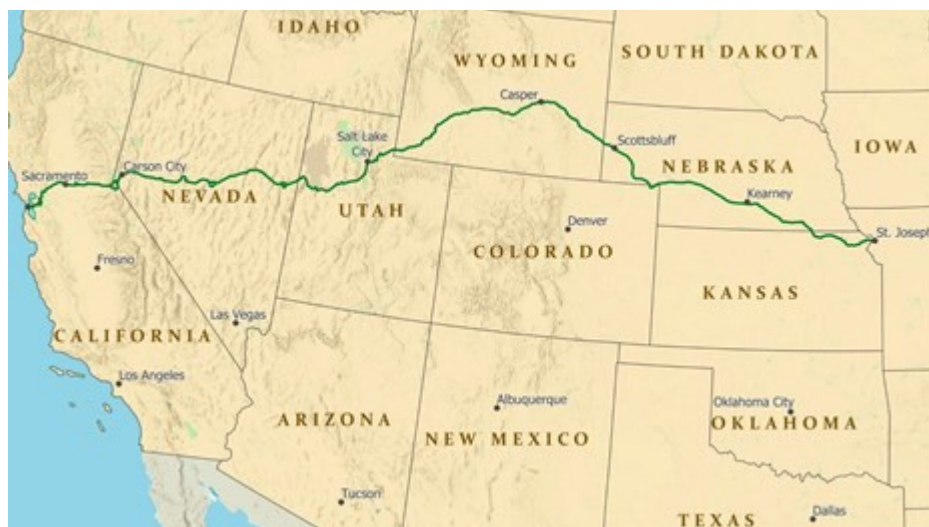 IDAHO
WYOMING
SOUTH DAKOTA
Casper
Salt Lake
City
Scottsbluff
IOWA
NEBRASKA
Sacramento
Carson City
NEVADA
Kearney
UTAH
Denver
St. Joseph
COLORADO
Fresno
KANSAS
Las Vegas
CALIFORNIA
Los Angeles
Albuquerque
Oklahoma City
ARIZONA
OKLAHOMA
NEW MEXICO
Tucson
Dallas
TEXAS